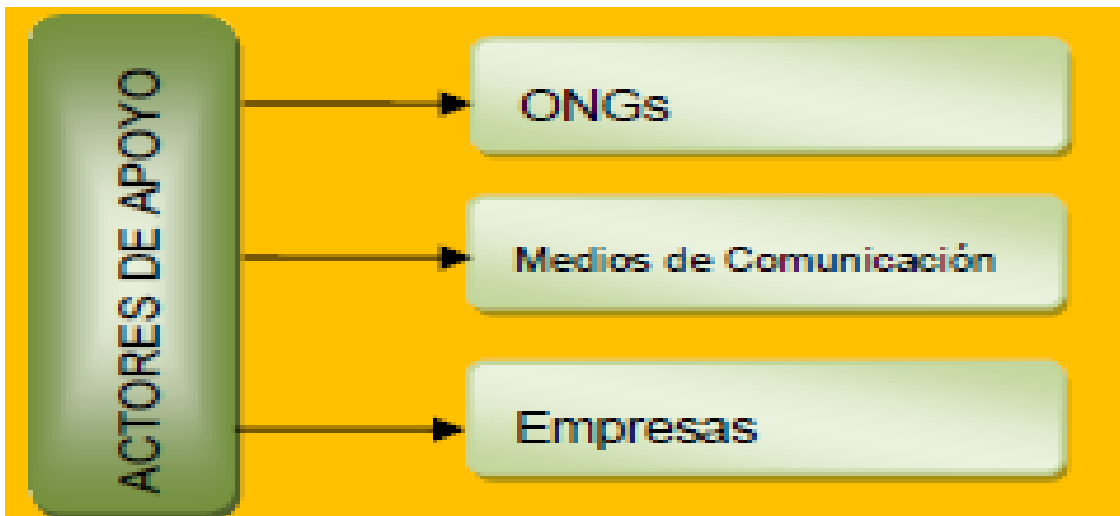 ACTORES DE APOYO
ONGs
Medios de Comunicación
Empresas